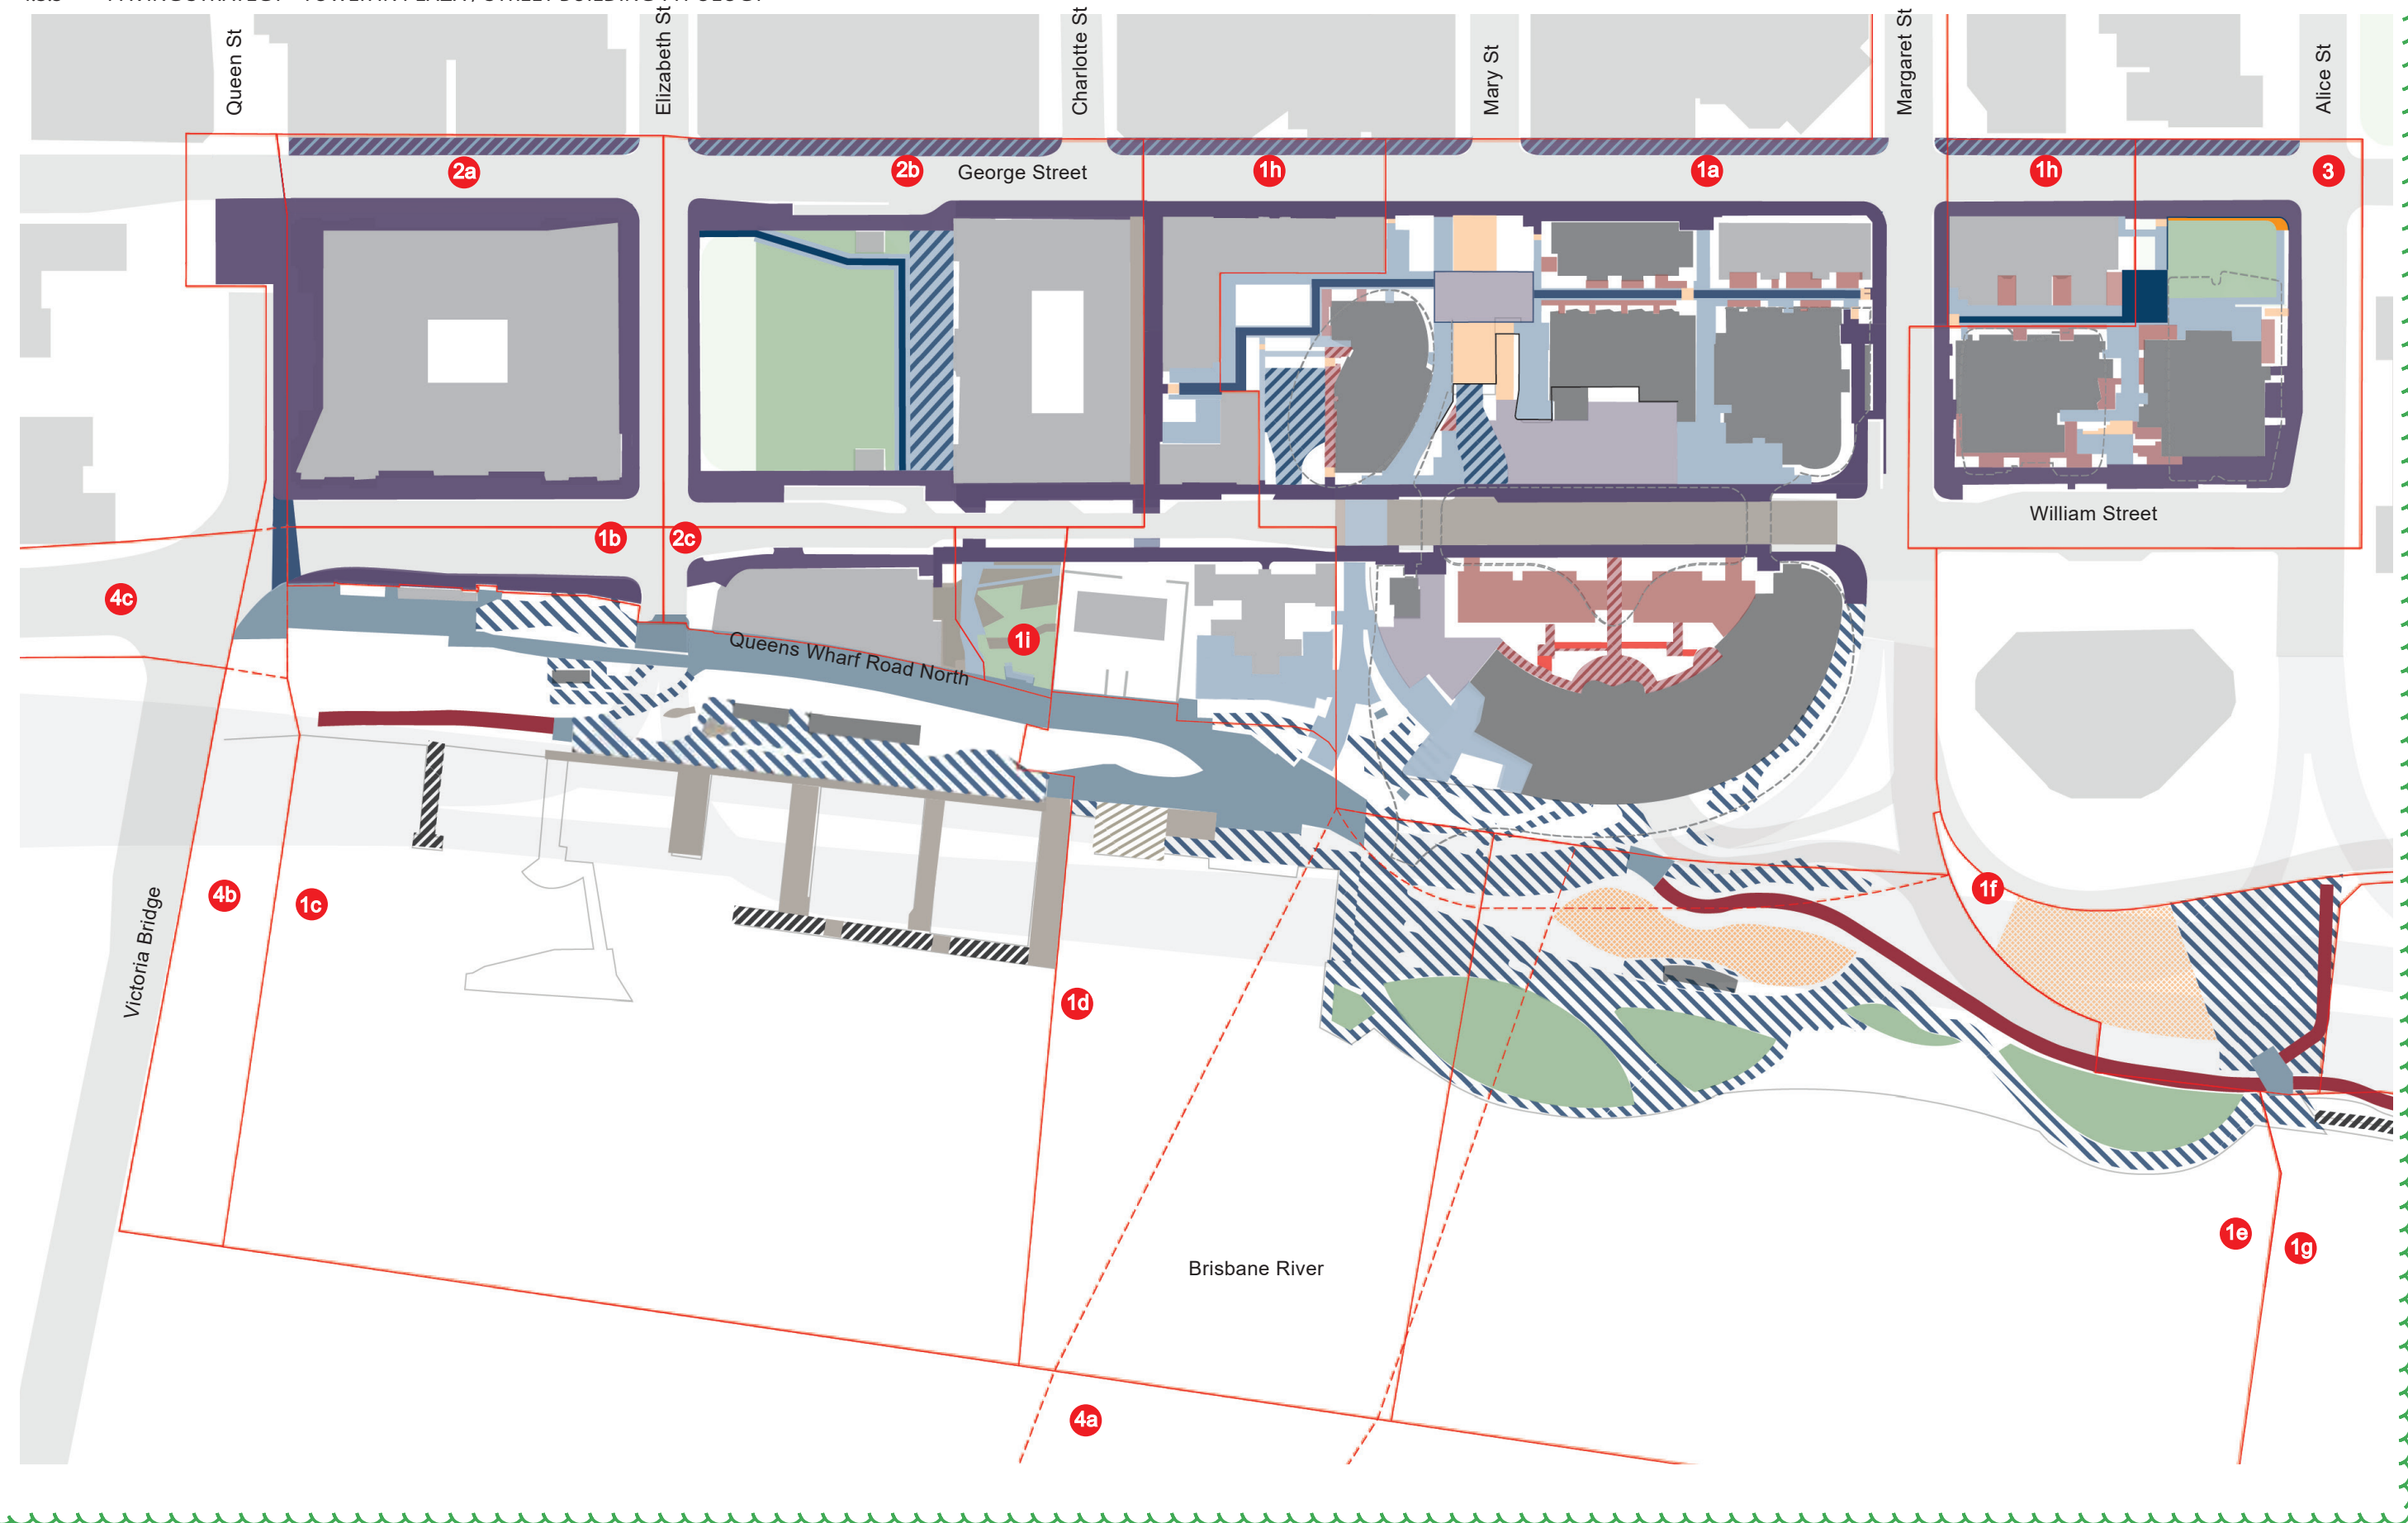 Queen St
Elizabeth St
Charlotte St
Mary St
Margaret St
Alice St
2a
2b
George Street
1h
1a
1h
3
William Street
1b
2c
4c
1i
Queens Wharf Road North
4b
1c
1f
Victoria Bridge
1d
1e
1g
Brisbane River
4a